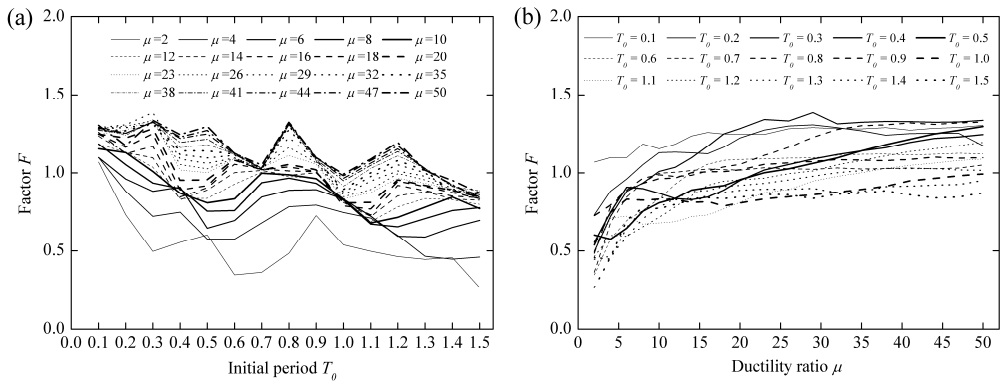 (a)
2.0
1.5
1.0
0.5
0.0
Factor F
μ=2 μ=4 μ=6 μ=8 μ=10
μ=12 μ=14 μ=16 μ=18 μ=20
μ=23 μ=26 μ=29 μ=32 μ=35
μ=38 μ=41 μ=44 μ=47 μ=50
0.0 0.1 0.2 0.3 0.4 0.5 0.6 0.7 0.8 0.9 1.0 1.1 1.2 1.3 1.4 1.5
Initial period T0
(b)
2.0
1.5
1.0
0.5
0.0
Factor F
T0 = 0.1 T0 = 0.2 T0 = 0.3 T0 = 0.4 T0 = 0.5
T0 = 0.6 T0 = 0.7 T0 = 0.8 T0 = 0.9 T0 = 1.0
T0 = 1.1 T0 = 1.2 T0 = 1.3 T0 = 1.4 T0 = 1.5
0 5 10 15 20 25 30 35 40 45 50
Ductility ratio μ